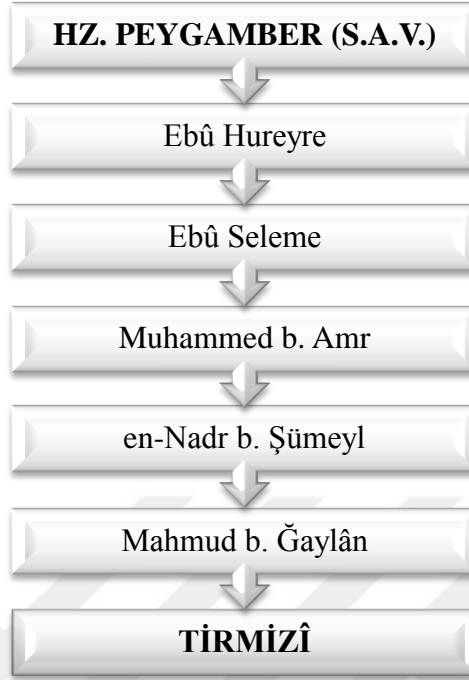 HZ. PEYGAMBER (S.A.V.)
Ebû Hureyre
Ebû Seleme
Muhammed b. Amr
en-Nadr b. Şümeyl
Mahmud b. Ğaylân
TİRMİZÎ